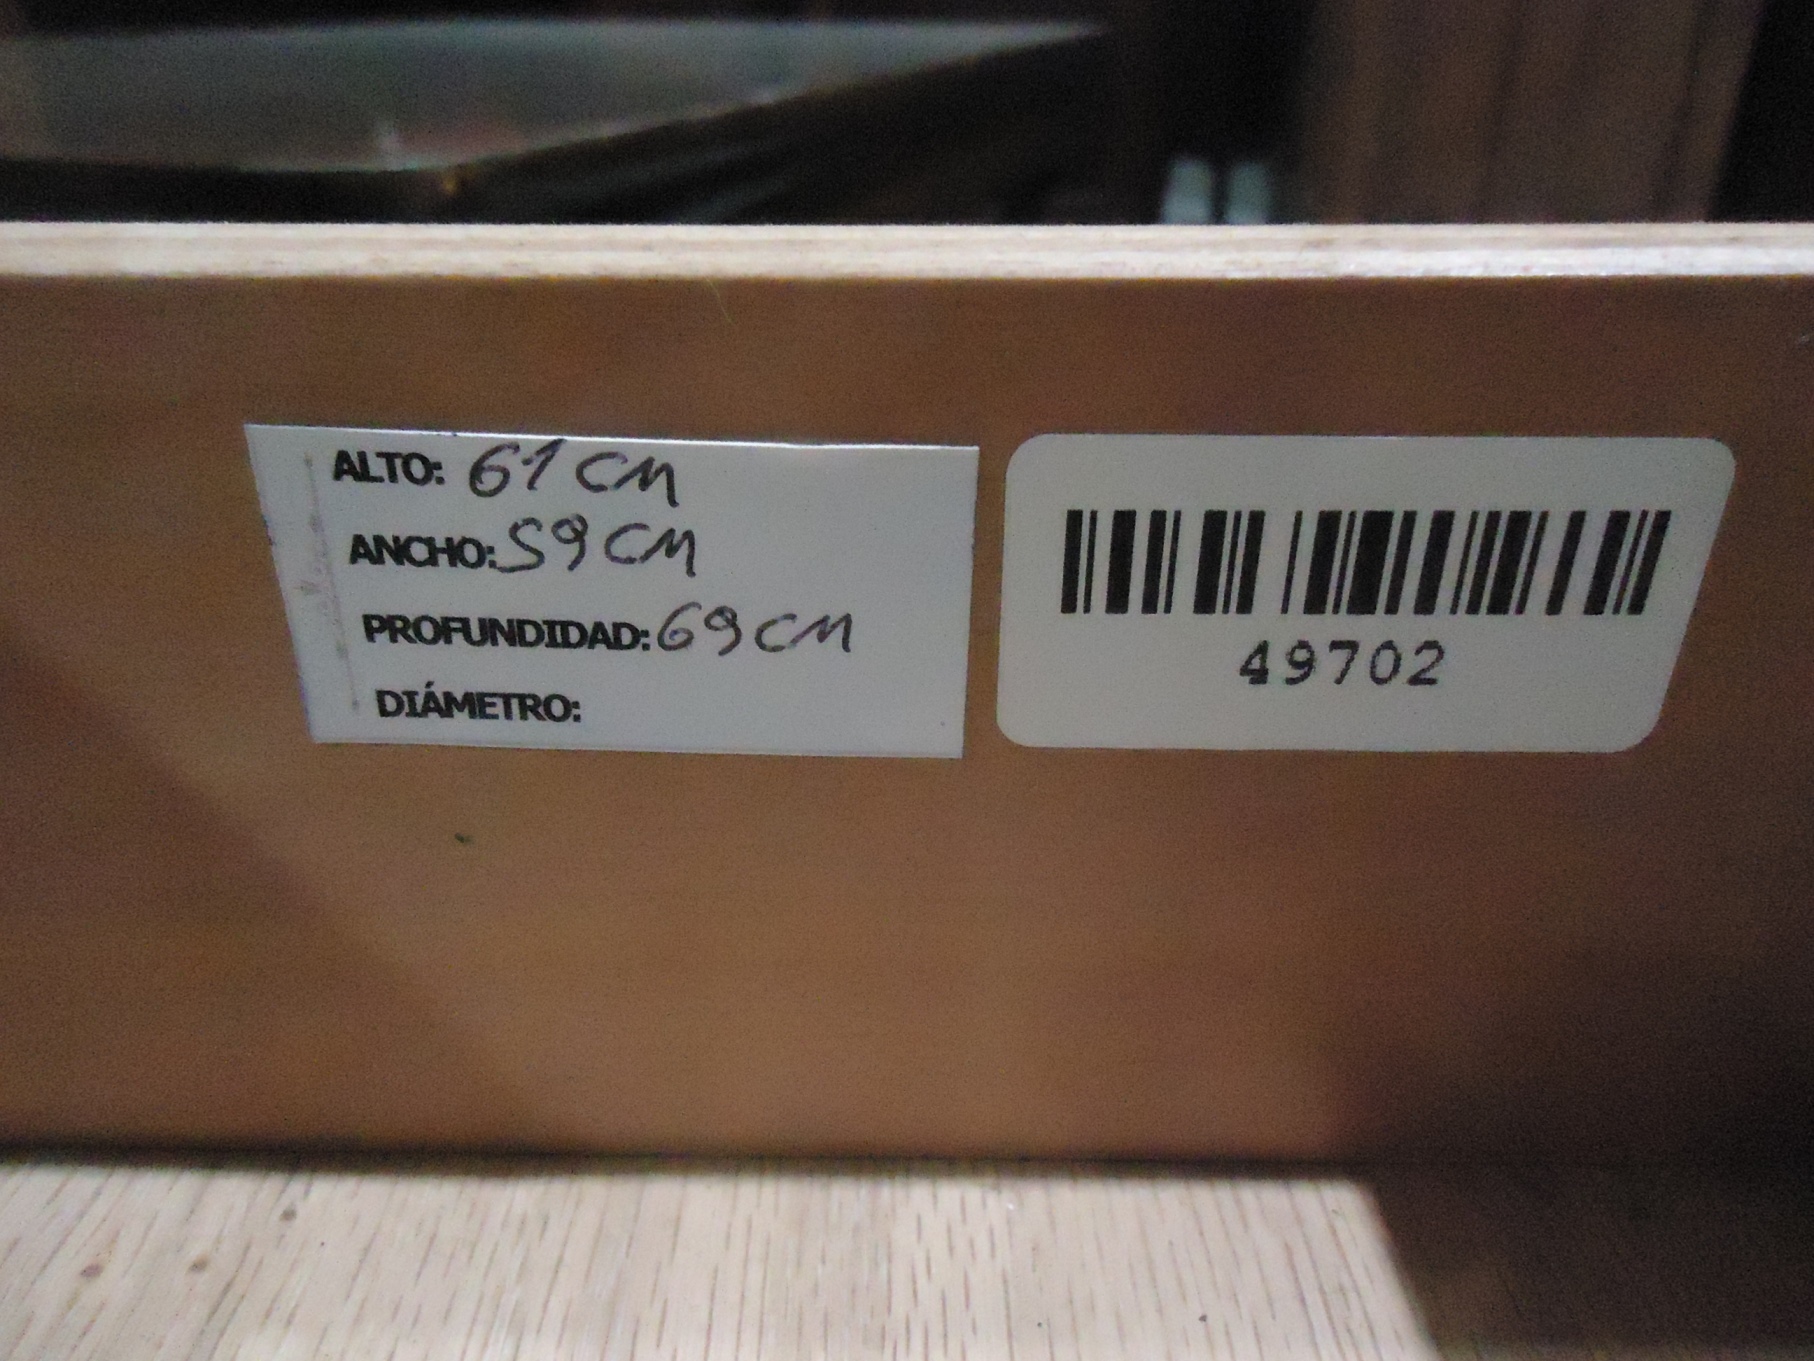 ALTO: 61 CM
ANCHO: 59 CM
PROFUNDIDAD: 69 CM
DIÁMETRO:
49702